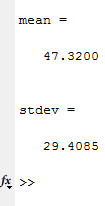 mean =
47.3200
stdev =
29.4085
fx >>